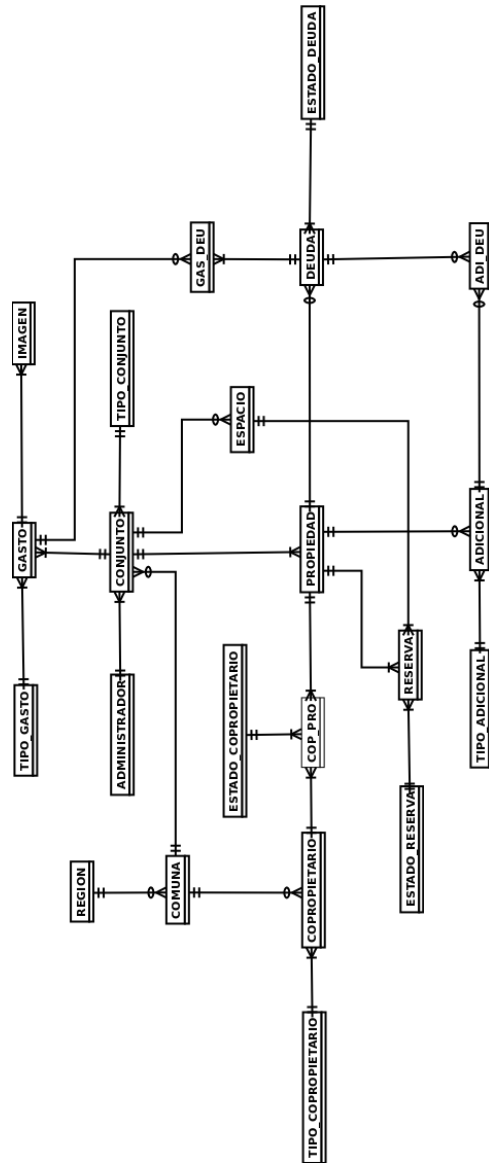 TIPO_COPROPIETARIO
REGION
COMUNA
COPROPIETARIO
ESTADO_RESERVA
TIPO_GASTO
ADMINISTRADOR
ESTADO_COPROPIETARIO
COP_PRO
RESERVA
TIPO_ADICIONAL
GASTO
CONJUNTO
PROPIEDAD
ADICIONAL
IMAGEN
TIPO_CONJUNTO
ESPACIO
GAS_DEU
DEUDA
ADI_DEU
ESTADO_DEUDA